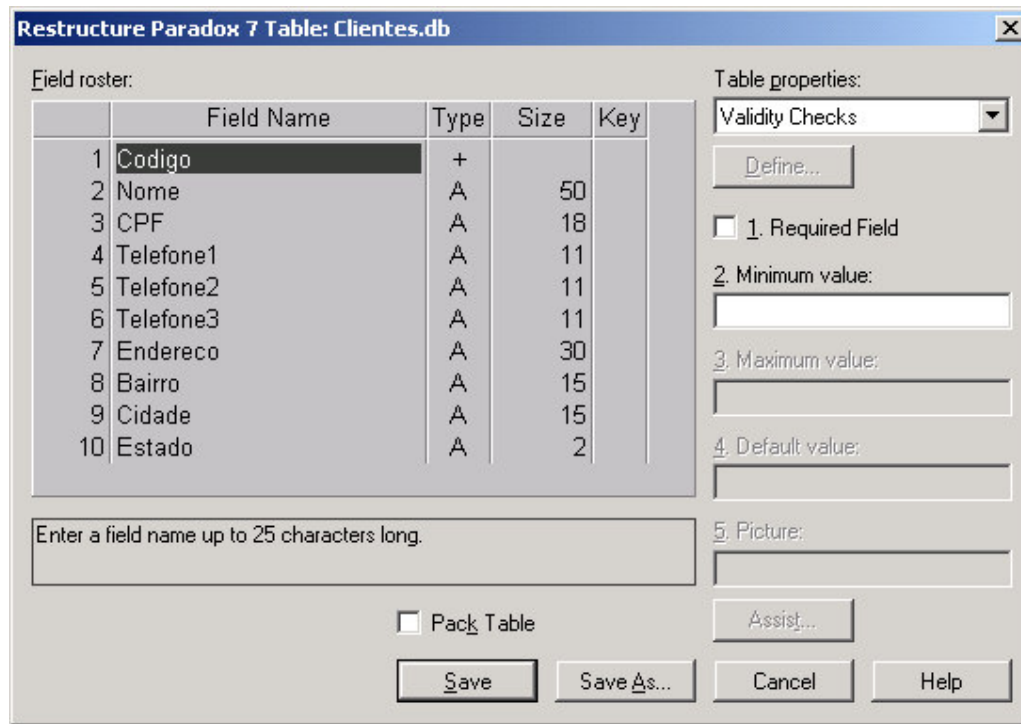 Restructure Paradox 7 Table: Clientes.db
Field roster:
Field Name Type Size Key
1 Codigo +
2 Nome A 50
3 CPF A 18
4 Telefone1 A 11
5 Telefone2 A 11
6 Telefone3 A 11
7 Endereco A 30
8 Bairro A 15
9 Cidade A 15
10 Estado A 2
Enter a field name up to 25 characters long.
Pack Table
Table properties:
Validity Checks
Define...
1. Required Field
2. Minimum value:
3. Maximum value:
4. Default value:
5. Picture:
Assist...
Save Save As... Cancel Help